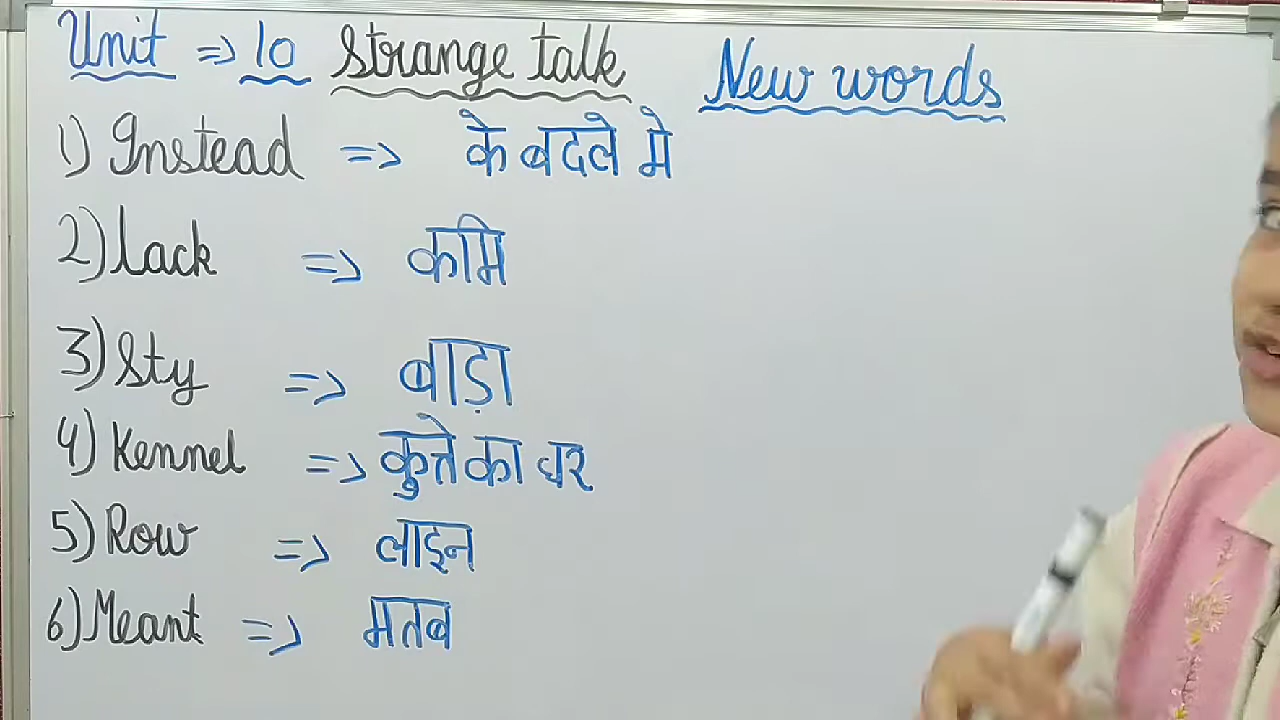 Unit => 10 Strange talk
New words
1) Instead => के बदले मे
2) Lack => कमि
3) Sty => बाड़ा
4) Kennel => कुत्ते का घर
5) Row => लाइन
6) Meant => मतब